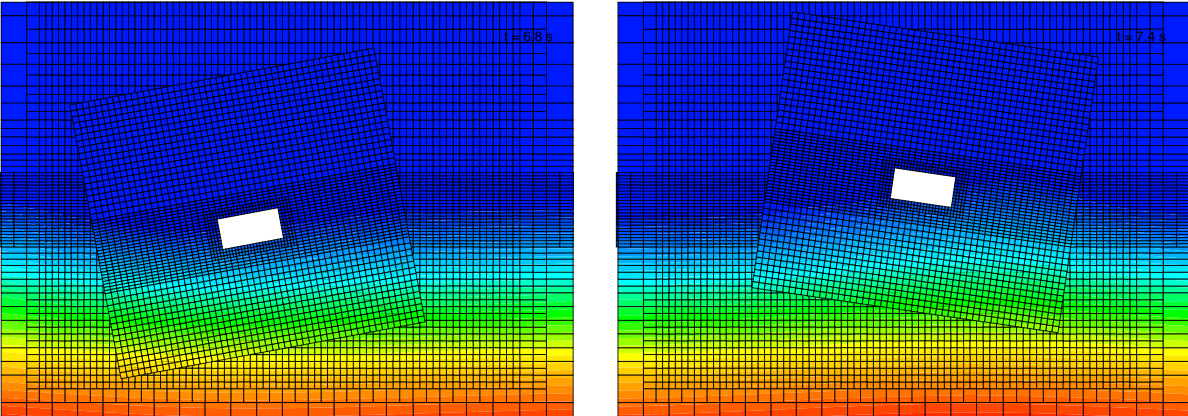 t = 6.8 s
t = 7.4 s